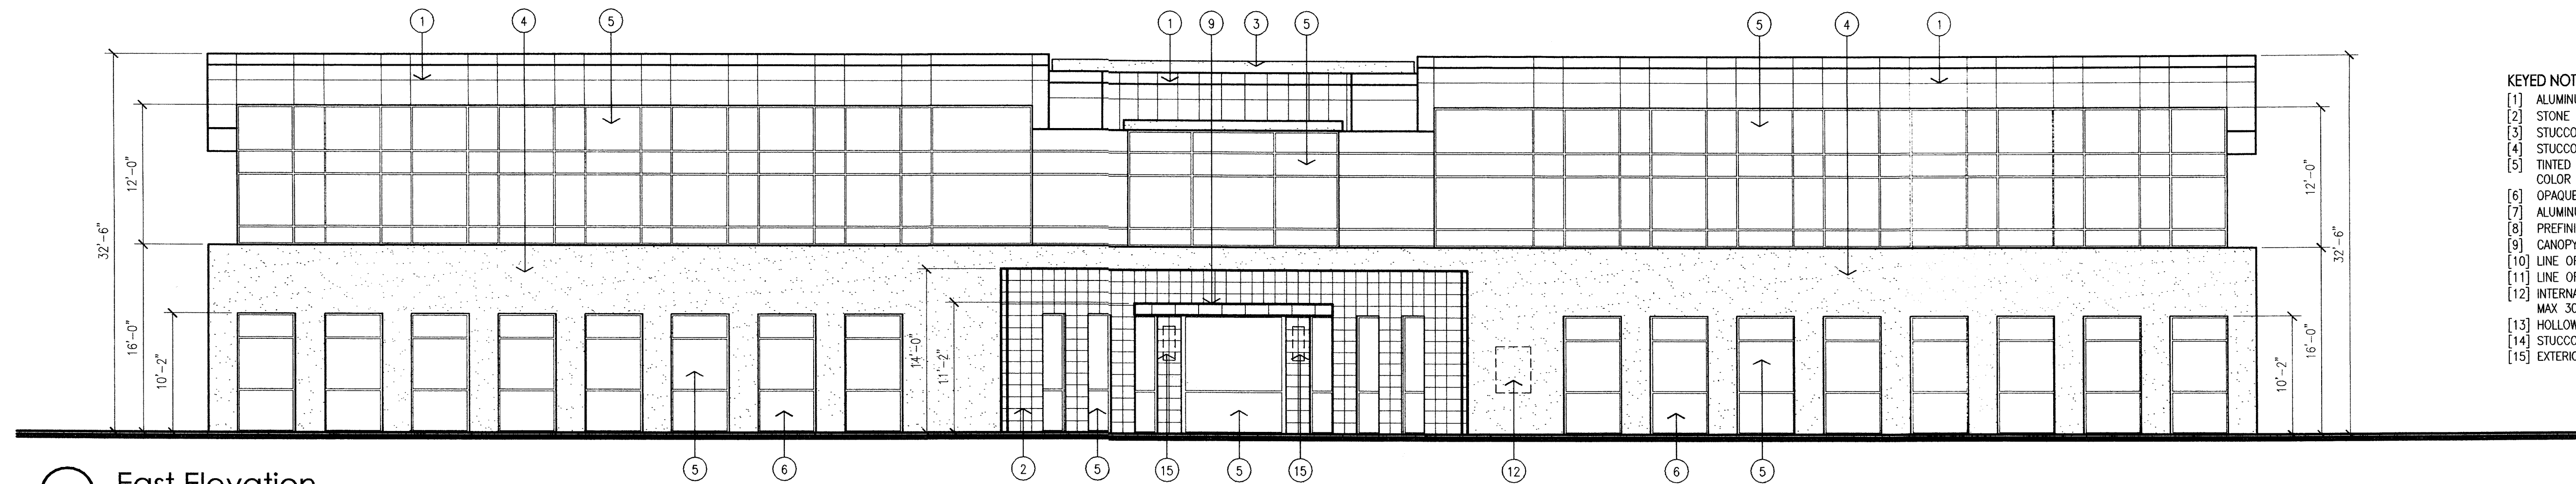 1 4 5 1 9 3 5 5 4 1
32'-6"
12'-0"
16'-0"
10'-2"
14'-0"
11'-2"
12'-0"
32'-6"
16'-0"
10'-2"
5 6 2 5 15 5 15 12 6 5
East Elevation
KEYED NOT
[1] ALUMIN
[2] STONE
[3] STUCCO
[4] STUCCO
[5] TINTED
COLOR
[6] OPAQUE
[7] ALUMIN
[8] PREFINI
[9] CANOPY
[10] LINE OF
[11] LINE OF
[12] INTERNA
MAX 30
[13] HOLLOW
[14] STUCCO
[15] EXTERIO